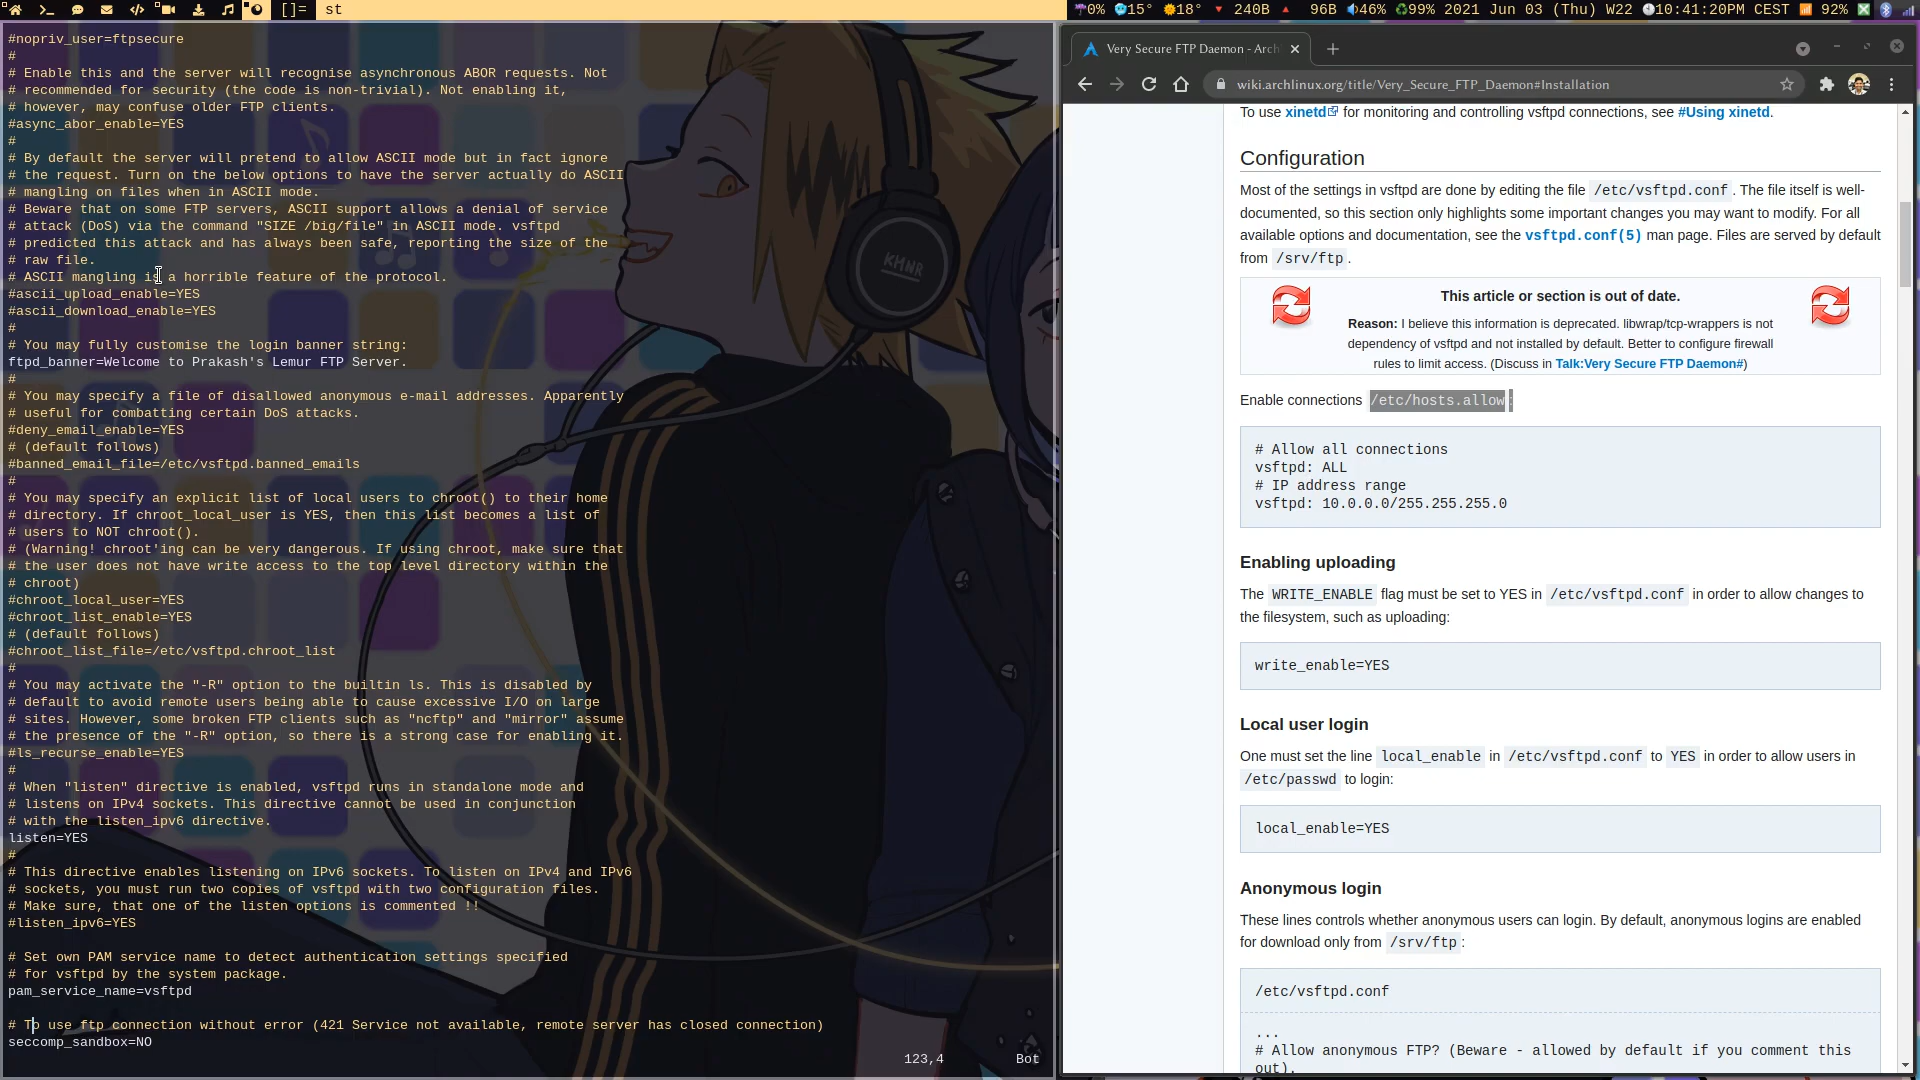 []= st
0% 15° 18° 240B 96B 46% 99% 2021 Jun 03 (Thu) W22 10:41:20PM CEST 92%
#nopriv_user=ftpsecure
#
# Enable this and the server will recognise asynchronous ABOR requests. Not
# recommended for security (the code is non-trivial). Not enabling it,
# however, may confuse older FTP clients.
#async_abor_enable=YES
#
# By default the server will pretend to allow ASCII mode but in fact ignore
# the request. Turn on the below options to have the server actually do ASCII
# mangling on files when in ASCII mode.
# Beware that on some FTP servers, ASCII support allows a denial of service
# attack (DoS) via the command "SIZE /big/file" in ASCII mode. vsftpd
# predicted this attack and has always been safe, reporting the size of the
# raw file.
# ASCII mangling is a horrible feature of the protocol.
#ascii_upload_enable=YES
#ascii_download_enable=YES
#
# You may fully customise the login banner string:
ftpd_banner=Welcome to Prakash's Lemur FTP Server.
#
# You may specify a file of disallowed anonymous e-mail addresses. Apparently
# useful for combatting certain DoS attacks.
#deny_email_enable=YES
# (default follows)
#banned_email_file=/etc/vsftpd.banned_emails
#
# You may specify an explicit list of local users to chroot() to their home
# directory. If chroot_local_user is YES, then this list becomes a list of
# users to NOT chroot().
# (Warning! chroot'ing can be very dangerous. If using chroot, make sure that
# the user does not have write access to the top level directory within the
# chroot)
#chroot_local_user=YES
#chroot_list_enable=YES
# (default follows)
#chroot_list_file=/etc/vsftpd.chroot_list
#
# You may activate the "-R" option to the builtin ls. This is disabled by
# default to avoid remote users being able to cause excessive I/O on large
# sites. However, some broken FTP clients such as "ncftp" and "mirror" assume
# the presence of the "-R" option, so there is a strong case for enabling it.
#ls_recurse_enable=YES
#
# When "listen" directive is enabled, vsftpd runs in standalone mode and
# listens on IPv4 sockets. This directive cannot be used in conjunction
# with the listen_ipv6 directive.
listen=YES
#
# This directive enables listening on IPv6 sockets. To listen on IPv4 and IPv6
# sockets, you must run two copies of vsftpd with two configuration files.
# Make sure, that one of the listen options is commented !!
#listen_ipv6=YES
# Set own PAM service name to detect authentication settings specified
# for vsftpd by the system package.
pam_service_name=vsftpd
# To use ftp connection without error (421 Service not available, remote server has closed connection)
seccomp_sandbox=NO
123,4 Bot
KHNR
Very Secure FTP Daemon - Arch
wiki.archlinux.org/title/Very_Secure_FTP_Daemon#Installation
To use xinetd for monitoring and controlling vsftpd connections, see #Using xinetd.
Configuration
Most of the settings in vsftpd are done by editing the file /etc/vsftpd.conf. The file itself is well-
documented, so this section only highlights some important changes you may want to modify. For all
available options and documentation, see the vsftpd.conf(5) man page. Files are served by default
from /srv/ftp.
This article or section is out of date.
Reason: I believe this information is deprecated. libwrap/tcp-wrappers is not
dependency of vsftpd and not installed by default. Better to configure firewall
rules to limit access. (Discuss in Talk:Very Secure FTP Daemon#)
Enable connections /etc/hosts.allow:
# Allow all connections
vsftpd: ALL
# IP address range
vsftpd: 10.0.0.0/255.255.255.0
Enabling uploading
The WRITE_ENABLE flag must be set to YES in /etc/vsftpd.conf in order to allow changes to
the filesystem, such as uploading:
write_enable=YES
Local user login
One must set the line local_enable in /etc/vsftpd.conf to YES in order to allow users in
/etc/passwd to login:
local_enable=YES
Anonymous login
These lines controls whether anonymous users can login. By default, anonymous logins are enabled
for download only from /srv/ftp:
/etc/vsftpd.conf
...
# Allow anonymous FTP? (Beware - allowed by default if you comment this
out).